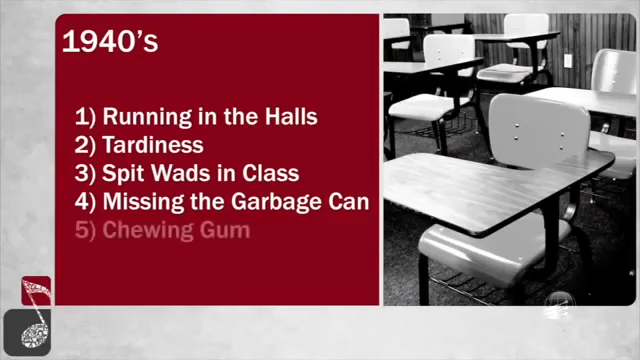 1940's
1) Running in the Halls
2) Tardiness
3) Spit Wads in Class
4) Missing the Garbage Can
5) Chewing Gum